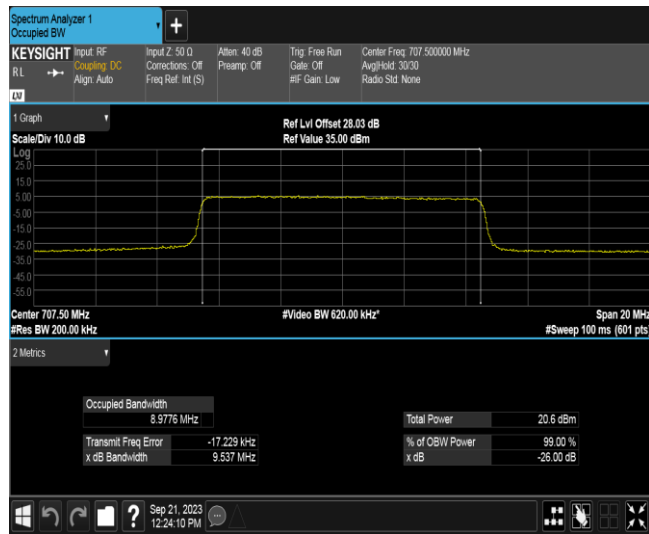 Spectrum Analyzer 1
Occupied BW
+
KEYSIGHT
RL
LXI
Input: RF
Coupling: DC
Align: Auto
Input Z: 50 Ω
Corrections: Off
Freq Ref: Int (S)
Atten: 40 dB
Preamp: Off
Trig: Free Run
Gate: Off
#IF Gain: Low
Center Freq: 707.500000 MHz
Avg|Hold: 30/30
Radio Std: None
1 Graph
Scale/Div 10.0 dB
Ref Lvl Offset 28.03 dB
Ref Value 35.00 dBm
Log
25.0
15.0
5.00
-5.00
-15.0
-25.0
-35.0
-45.0
-55.0
Center 707.50 MHz
#Res BW 200.00 kHz
#Video BW 620.00 kHz*
Span 20 MHz
#Sweep 100 ms (601 pts)
2 Metrics
Occupied Bandwidth
8.9776 MHz
Transmit Freq Error -17.229 kHz
x dB Bandwidth 9.537 MHz
Total Power 20.6 dBm
% of OBW Power 99.00 %
x dB -26.00 dB
?
Sep 21, 2023
12:24:10 PM